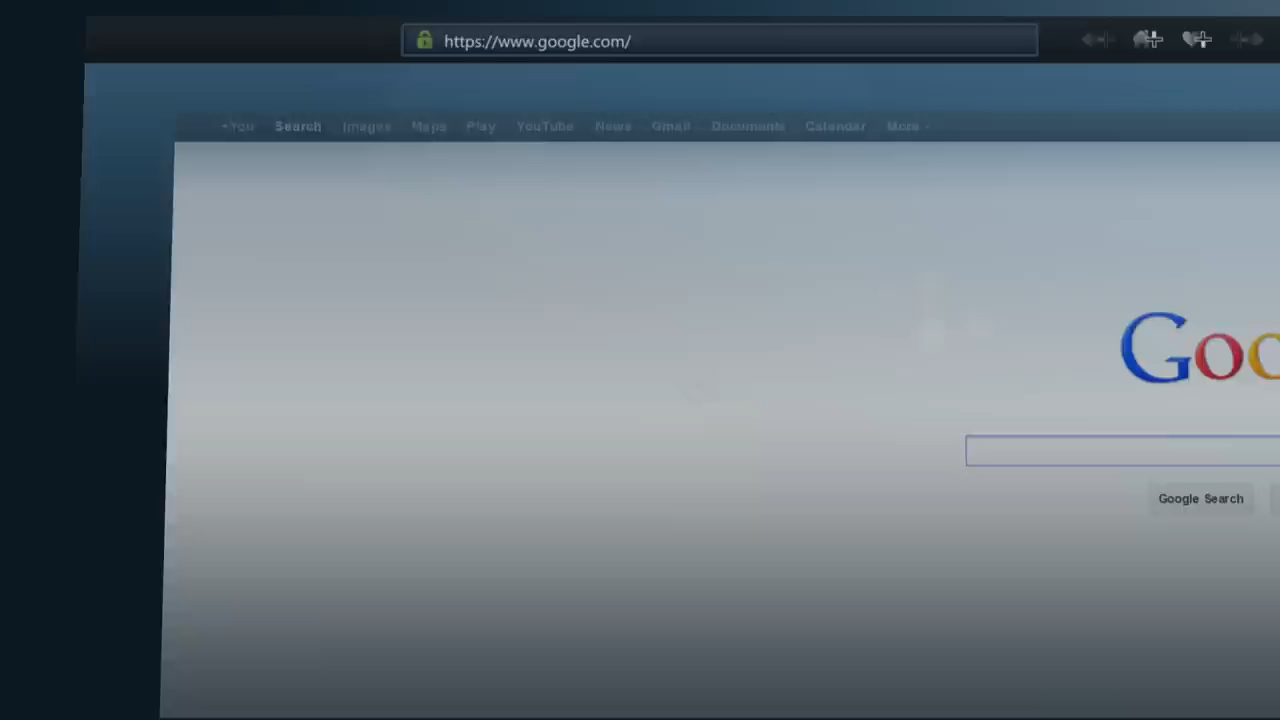 https://www.google.com/
+You Search Images Maps Play YouTube News Gmail Documents Calendar More
Goo
Google Search